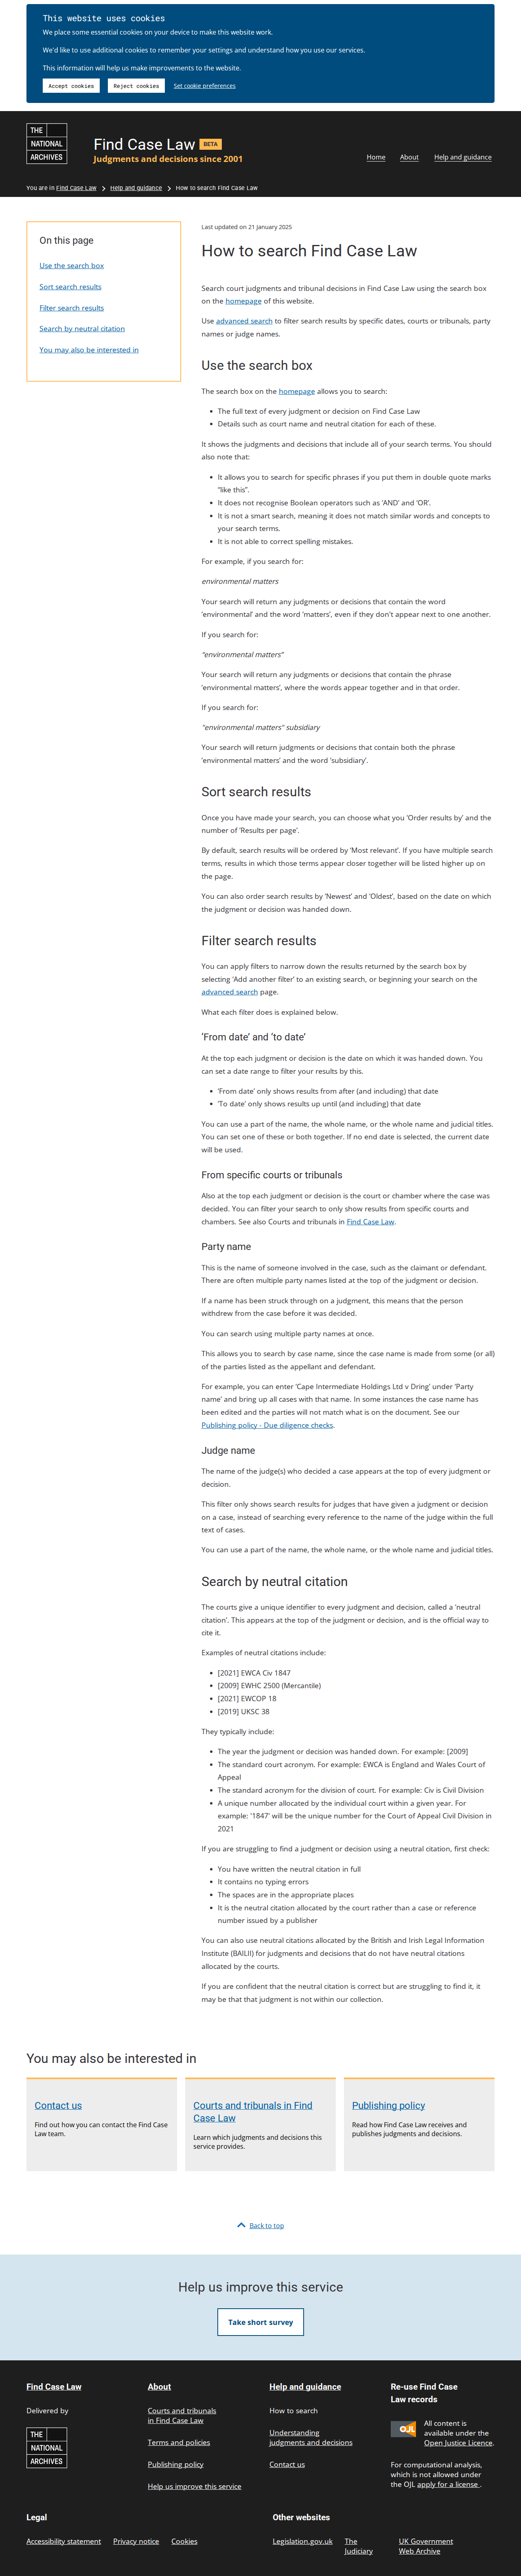 This website uses cookies
We place some essential cookies on your device to make this website work.
We'd like to use additional cookies to remember your settings and understand how you use our services.
This information will help us make improvements to the website.
Accept cookies
Reject cookies
Set cookie preferences
THE
NATIONAL
ARCHIVES
Find Case Law BETA
Judgments and decisions since 2001
Home
About
Help and guidance
You are in Find Case Law > Help and guidance > How to search Find Case Law
On this page
Use the search box
Sort search results
Filter search results
Search by neutral citation
You may also be interested in
Last updated on 21 January 2025
How to search Find Case Law
Search court judgments and tribunal decisions in Find Case Law using the search box
on the homepage of this website.
Use advanced search to filter search results by specific dates, courts or tribunals, party
names or judge names.
Use the search box
The search box on the homepage allows you to search:
• The full text of every judgment or decision on Find Case Law
• Details such as court name and neutral citation for each of these.
It shows the judgments and decisions that include all of your search terms. You should
also note that:
• It allows you to search for specific phrases if you put them in double quote marks
“like this”.
• It does not recognise Boolean operators such as ‘AND’ and ‘OR’.
• It is not a smart search, meaning it does not match similar words and concepts to
your search terms.
• It is not able to correct spelling mistakes.
For example, if you search for:
environmental matters
Your search will return any judgments or decisions that contain the word
‘environmental’ and the word ‘matters’, even if they don't appear next to one another.
If you search for:
“environmental matters”
Your search will return judgments or decisions that contain the phrase
‘environmental matters’, where the words appear together and in that order.
If you search for:
“environmental matters” subsidiary
Your search will return judgments or decisions that contain both the phrase
‘environmental matters’ and the word ‘subsidiary’.
Sort search results
Once you have made your search, you can choose what you ‘Order results by’ and the
number of ‘Results per page’.
By default, search results will be ordered by ‘Most relevant’. If you have multiple search
terms, results in which those terms appear closer together will be listed higher up on
the page.
You can also order search results by ‘Newest’ and ‘Oldest’, based on the date on which
the judgment or decision was handed down.
Filter search results
You can apply filters to narrow down the results returned by the search box by
selecting ‘Add another filter’ to an existing search, or beginning your search on the
advanced search page.
What each filter does is explained below.
‘From date’ and ‘to date’
At the top each judgment or decision is the date on which it was handed down. You
can set a date range to filter your results by this.
• ‘From date’ only shows results from after (and including) that date
• ‘To date’ only shows results up until (and including) that date
You can use a part of the name, the whole name, or the whole name and judicial titles.
You can set one of these or both together. If no end date is selected, the current date
will be used.
From specific courts or tribunals
Also at the top each judgment or decision is the court or chamber where the case was
decided. You can filter your search to only show results from specific courts and
chambers. See also Courts and tribunals in Find Case Law.
Party name
This is the name of someone involved in the case, such as the claimant or defendant.
There are often multiple party names listed at the top of the judgment or decision.
If a name has been struck through on a judgment, this means that the person
withdrew from the case before it was decided.
You can search using multiple party names at once.
This allows you to search by case name, since the case name is made from some (or all)
of the parties listed as the appellant and defendant.
For example, you can enter ‘Cape Intermediate Holdings Ltd v Dring’ under ‘Party
name’ and bring up all cases with that name. In some instances the case name has
been edited and the parties will not match what is on the document. See our
Publishing policy - Due diligence checks.
Judge name
The name of the judge(s) who decided a case appears at the top of every judgment or
decision.
This filter only shows search results for judges that have given a judgment or decision
on a case, instead of searching every reference to the name of the judge within the full
text of cases.
You can use a part of the name, the whole name, or the whole name and judicial titles.
Search by neutral citation
The courts give a unique identifier to every judgment and decision, called a ‘neutral
citation’. This appears at the top of the judgment or decision, and is the official way to
cite it.
Examples of neutral citations include:
• [2021] EWCA Civ 1847
• [2009] EWHC 2500 (Mercantile)
• [2021] EWCOP 18
• [2019] UKSC 38
They typically include:
• The year the judgment or decision was handed down. For example: [2009]
• The standard court acronym. For example: EWCA is England and Wales Court of
Appeal
• The standard acronym for the division of court. For example: Civ is Civil Division
• A unique number allocated by the individual court within a given year. For
example: ‘1847’ will be the unique number for the Court of Appeal Civil Division in
2021
If you are struggling to find a judgment or decision using a neutral citation, first check:
• You have written the neutral citation in full
• It contains no typing errors
• The spaces are in the appropriate places
• It is the neutral citation allocated by the court rather than a case or reference
number issued by a publisher
You can also use neutral citations allocated by the British and Irish Legal Information
Institute (BAILII) for judgments and decisions that do not have neutral citations
allocated by the courts.
If you are confident that the neutral citation is correct but are struggling to find it, it
may be that that judgment is not within our collection.
You may also be interested in
Contact us
Find out how you can contact the Find Case
Law team.
Courts and tribunals in Find
Case Law
Learn which judgments and decisions this
service provides.
Publishing policy
Read how Find Case Law receives and
publishes judgments and decisions.
Back to top
Help us improve this service
Take short survey
Find Case Law
Delivered by
THE
NATIONAL
ARCHIVES
About
Courts and tribunals
in Find Case Law
Terms and policies
Publishing policy
Help us improve this service
Help and guidance
How to search
Understanding
judgments and decisions
Contact us
Re-use Find Case
Law records
OJL
All content is
available under the
Open Justice Licence.
For computational analysis,
which is not allowed under
the OJL apply for a license .
Legal
Accessibility statement
Privacy notice
Cookies
Other websites
Legislation.gov.uk
The
Judiciary
UK Government
Web Archive